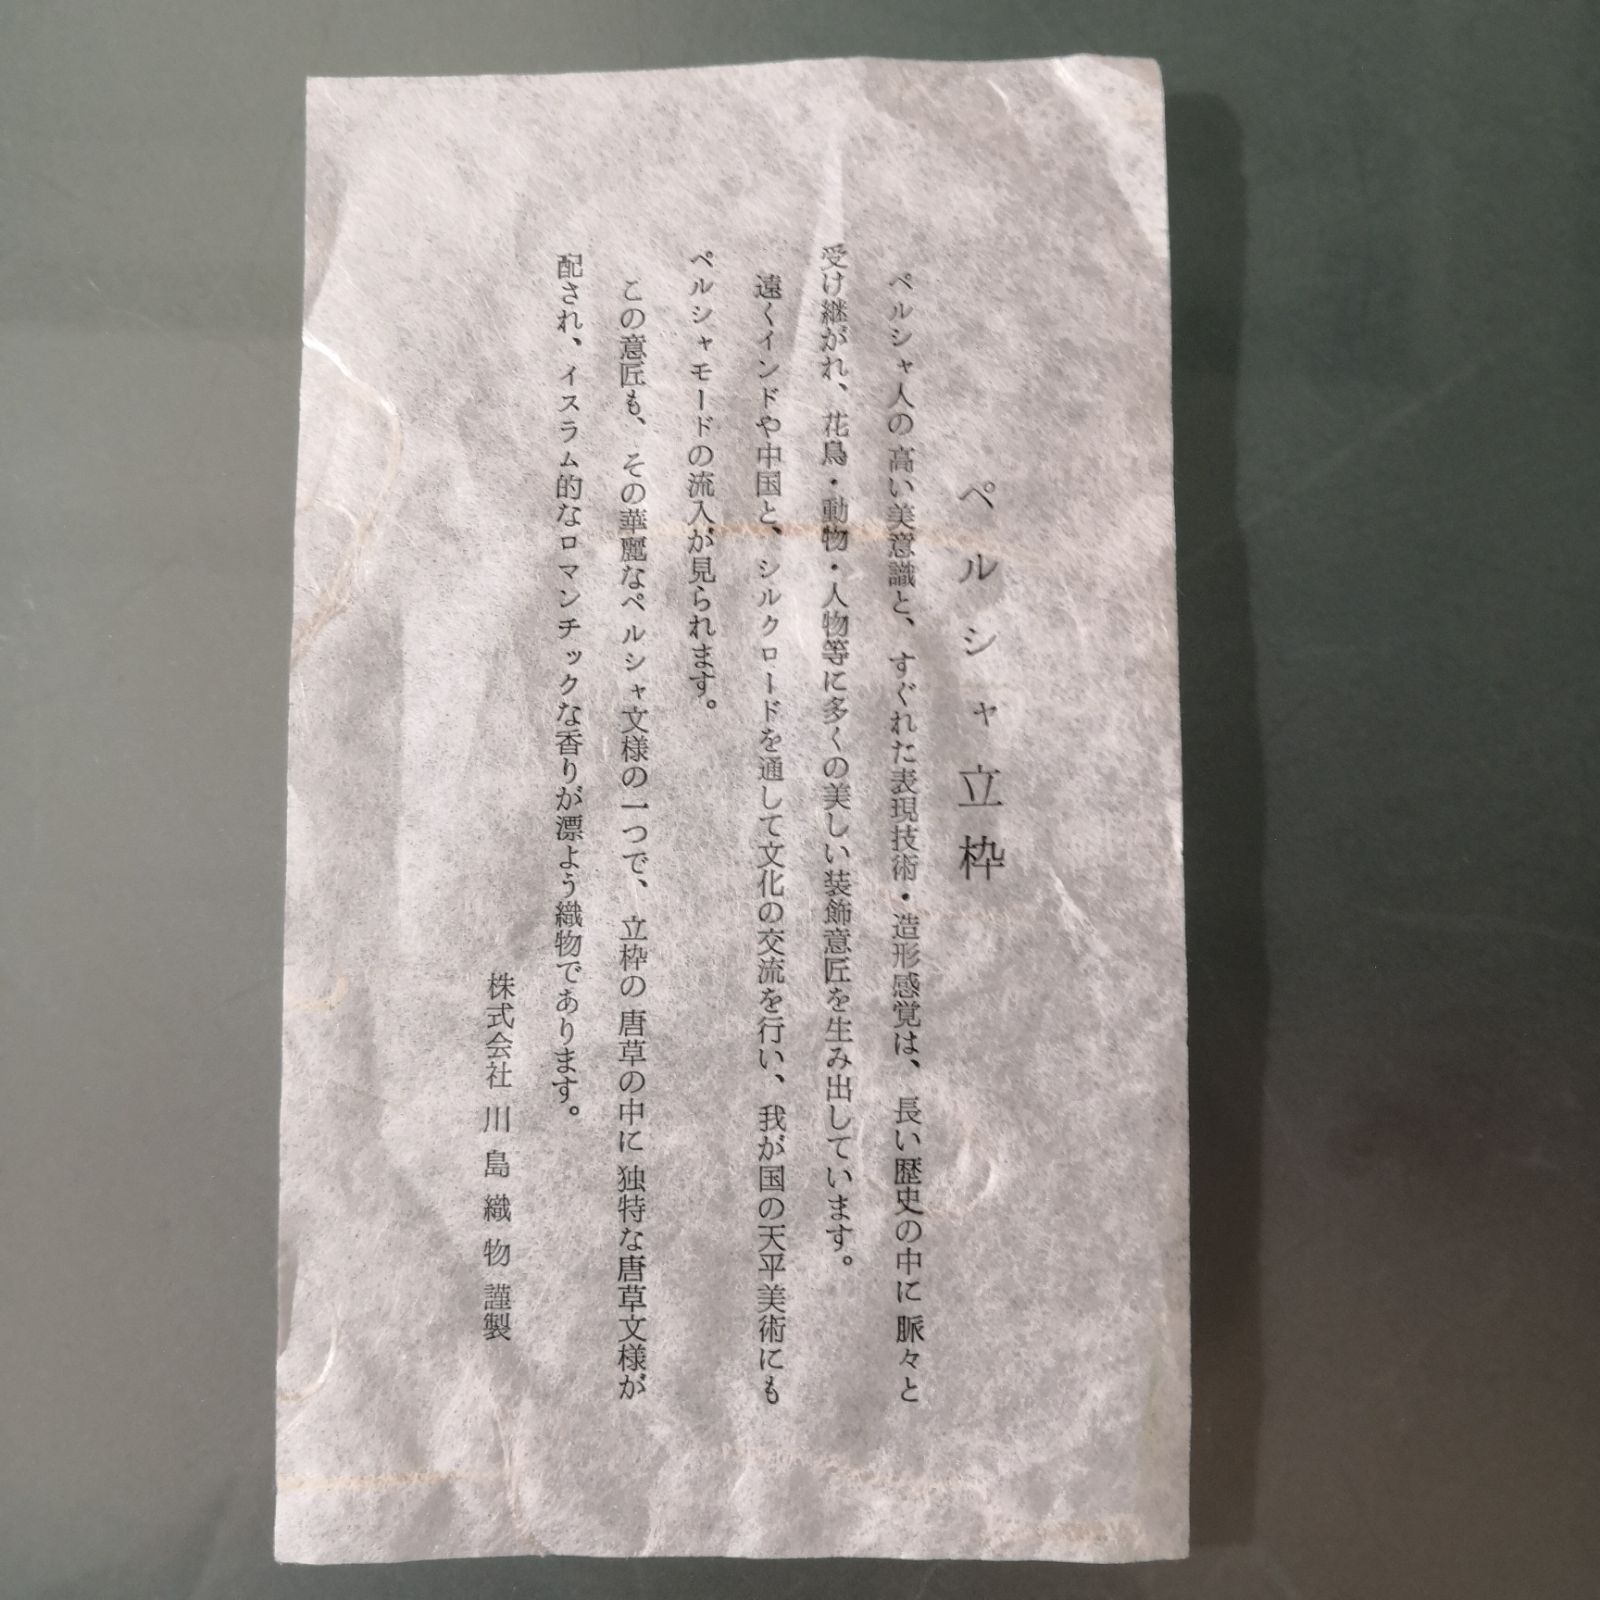 ペルシャ立枠
ペルシャ人の高い美意識と、すぐれた表現技術・造形感覚は、長い歴史の中に脈々と
受け継がれ、花鳥・動物・人物等に多くの美しい装飾意匠を生み出しています。
遠くインドや中国と、シルクロードを通して文化の交流を行い、我が国の天平美術にも
ペルシャモードの流入が見られます。
この意匠も、その華麗なペルシャ文様の一つで、立枠の唐草の中に独特な唐草文様が
配され、イスラム的なロマンチックな香りが漂よう織物であります。
株式会社 川島織物謹製